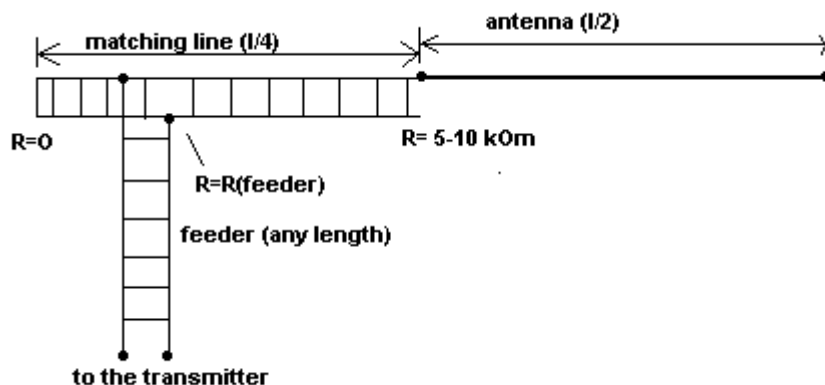 matching line (l/4)
antenna (l/2)
R=0
R= 5-10 kOm
R=R(feeder)
feeder (any length)
to the transmitter